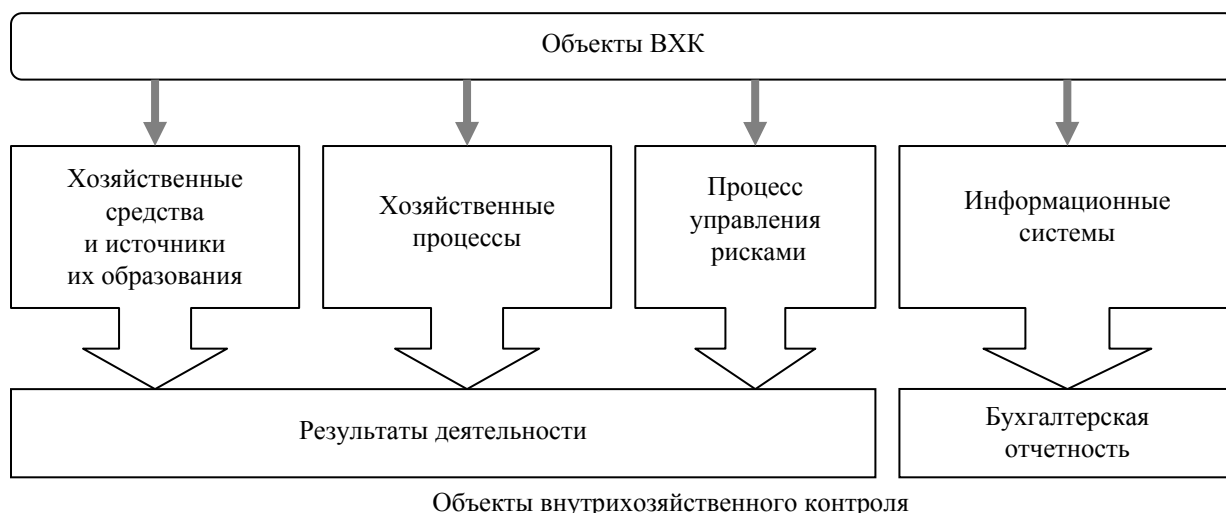 Объекты ВХК
Хозяйственные
средства
и источники
их образования
Хозяйственные
процессы
Процесс
управления
рисками
Информационные
системы
Результаты деятельности
Бухгалтерская
отчетность
Объекты внутрихозяйственного контроля